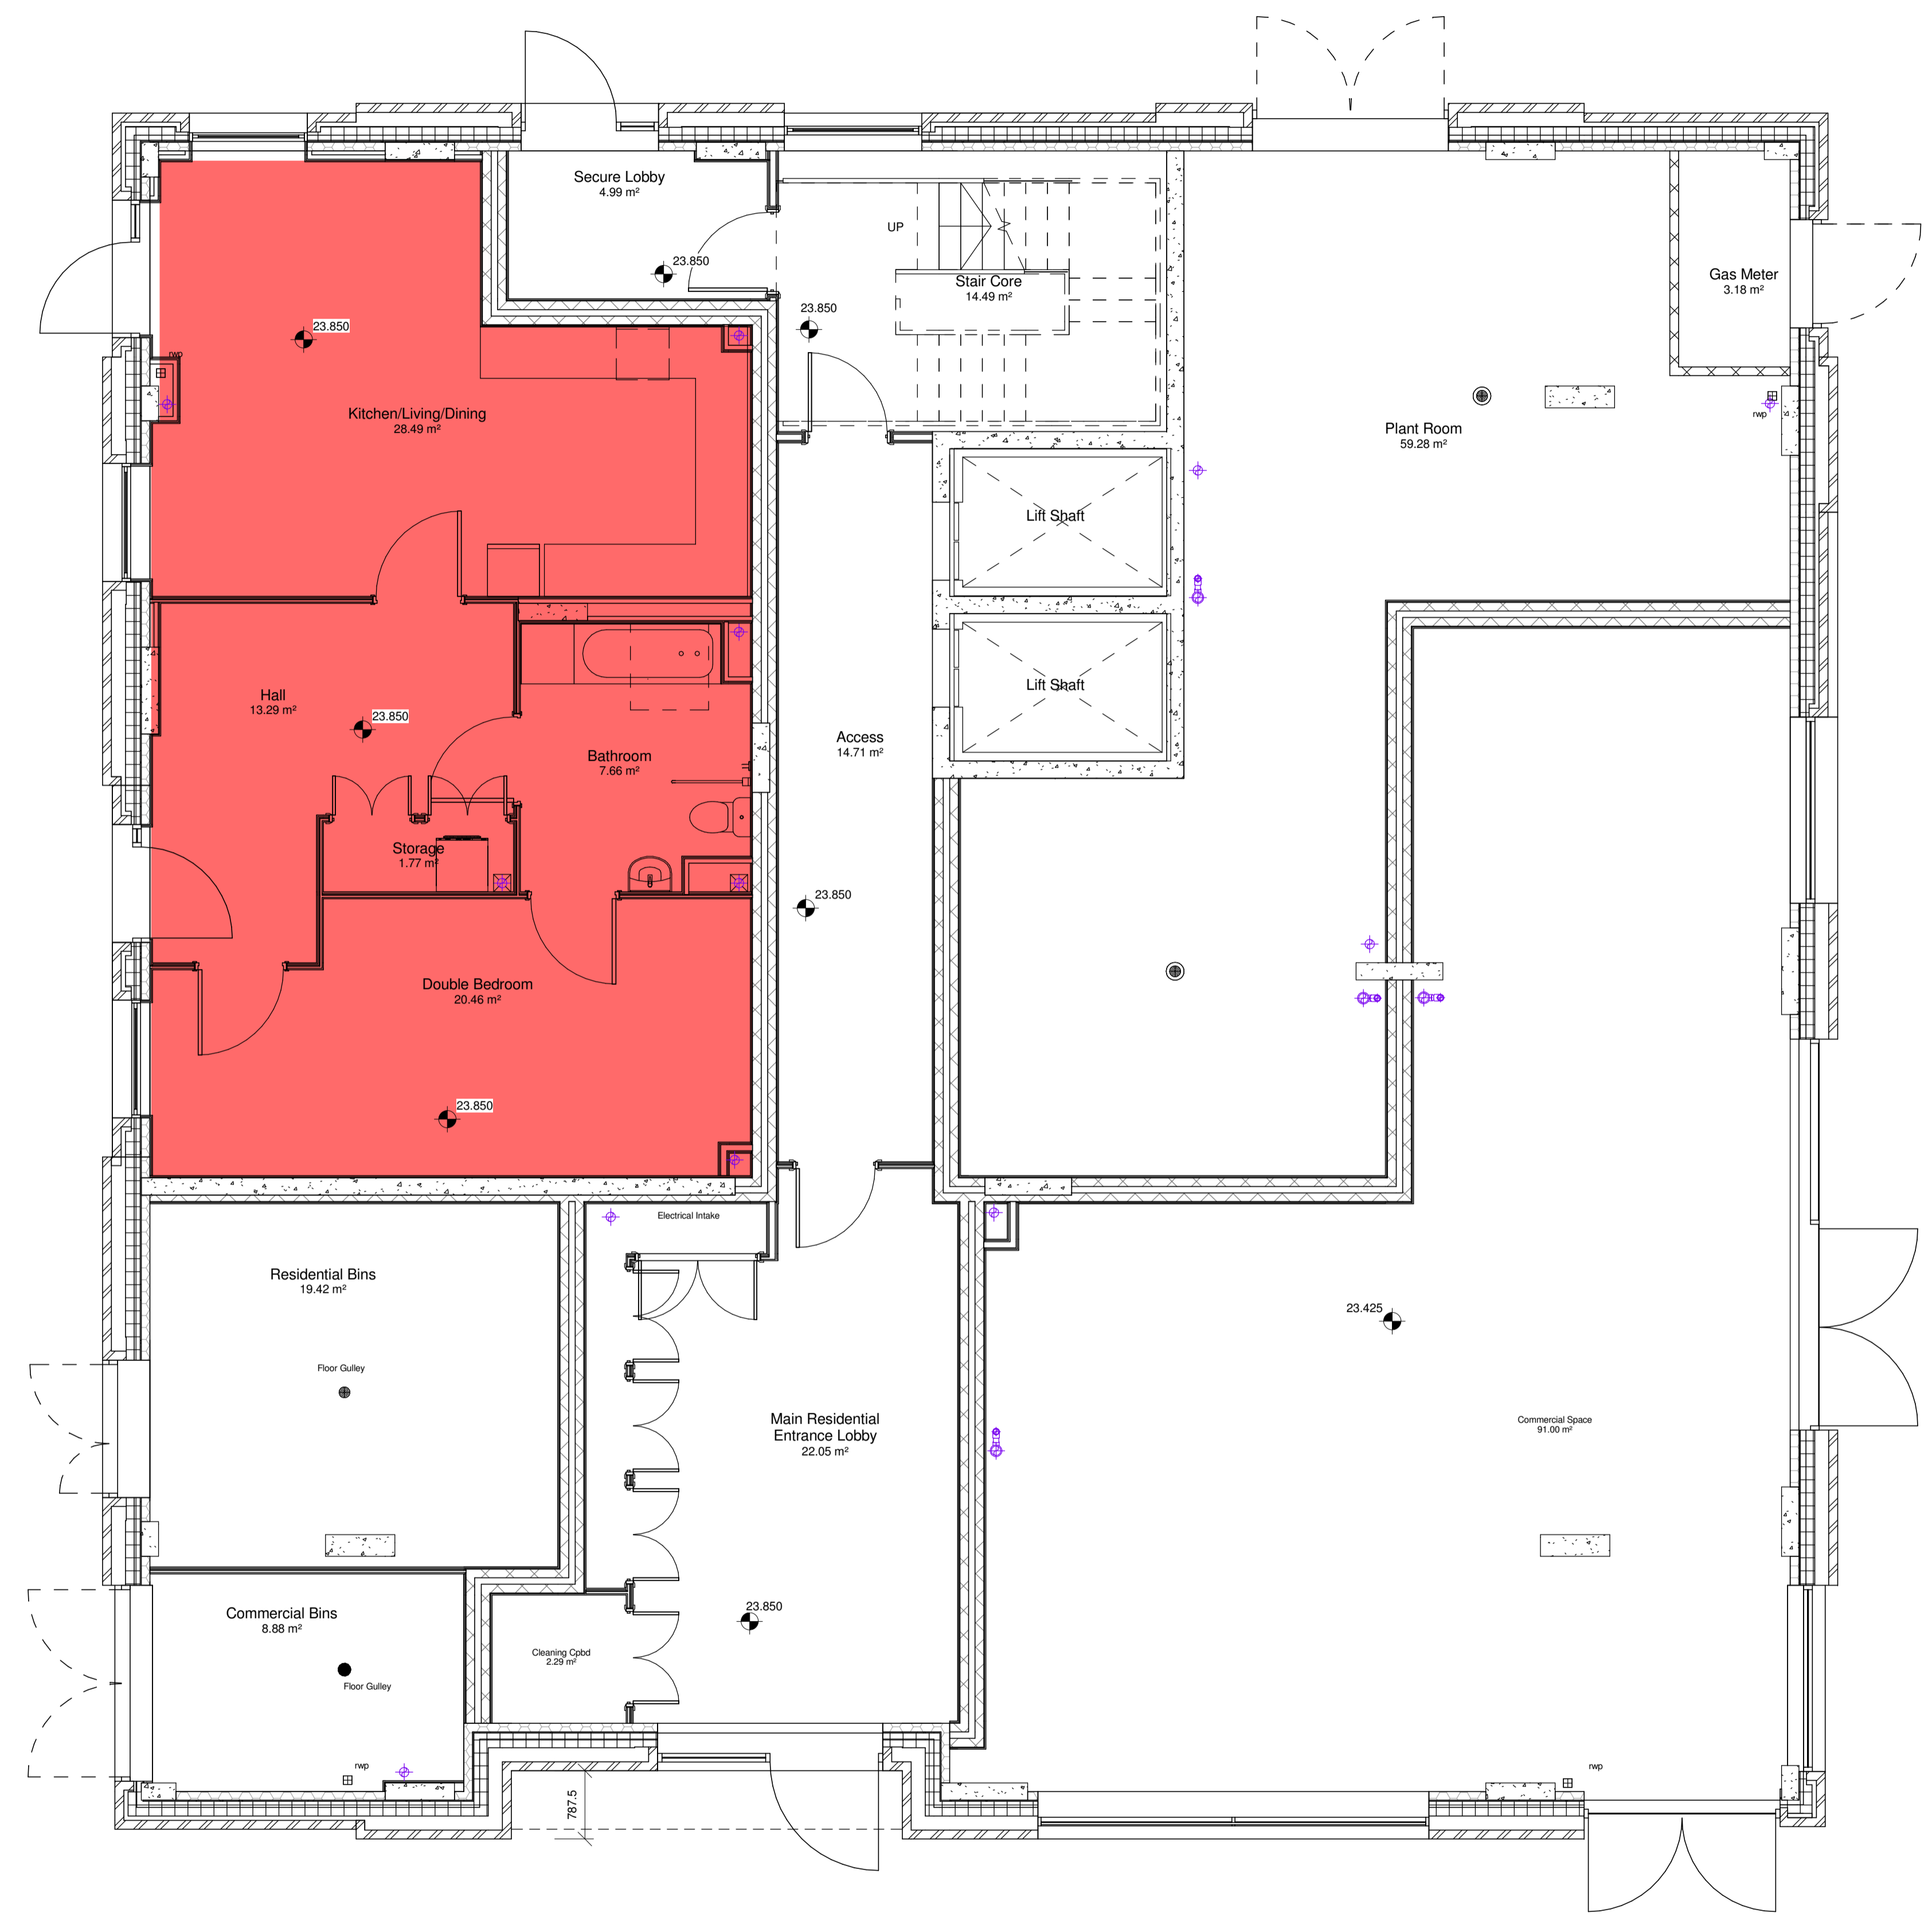 Secure Lobby
4.99 m²
23.850
UP
Stair Core
14.49 m²
23.850
Gas Meter
3.18 m²
23.850
rwp
Kitchen/Living/Dining
28.49 m²
rwp
Plant Room
59.28 m²
Lift Shaft
Lift Shaft
Hall
13.29 m²
23.850
Bathroom
7.66 m²
Access
14.71 m²
Storage
1.77 m²
23.850
Double Bedroom
20.46 m²
23.850
Electrical Intake
Residential Bins
19.42 m²
23.425
Floor Gulley
Main Residential
Entrance Lobby
22.05 m²
Commercial Space
91.00 m²
Commercial Bins
8.88 m²
23.850
Cleaning Cpbd
2.29 m²
Floor Gulley
rwp
rwp
787.5